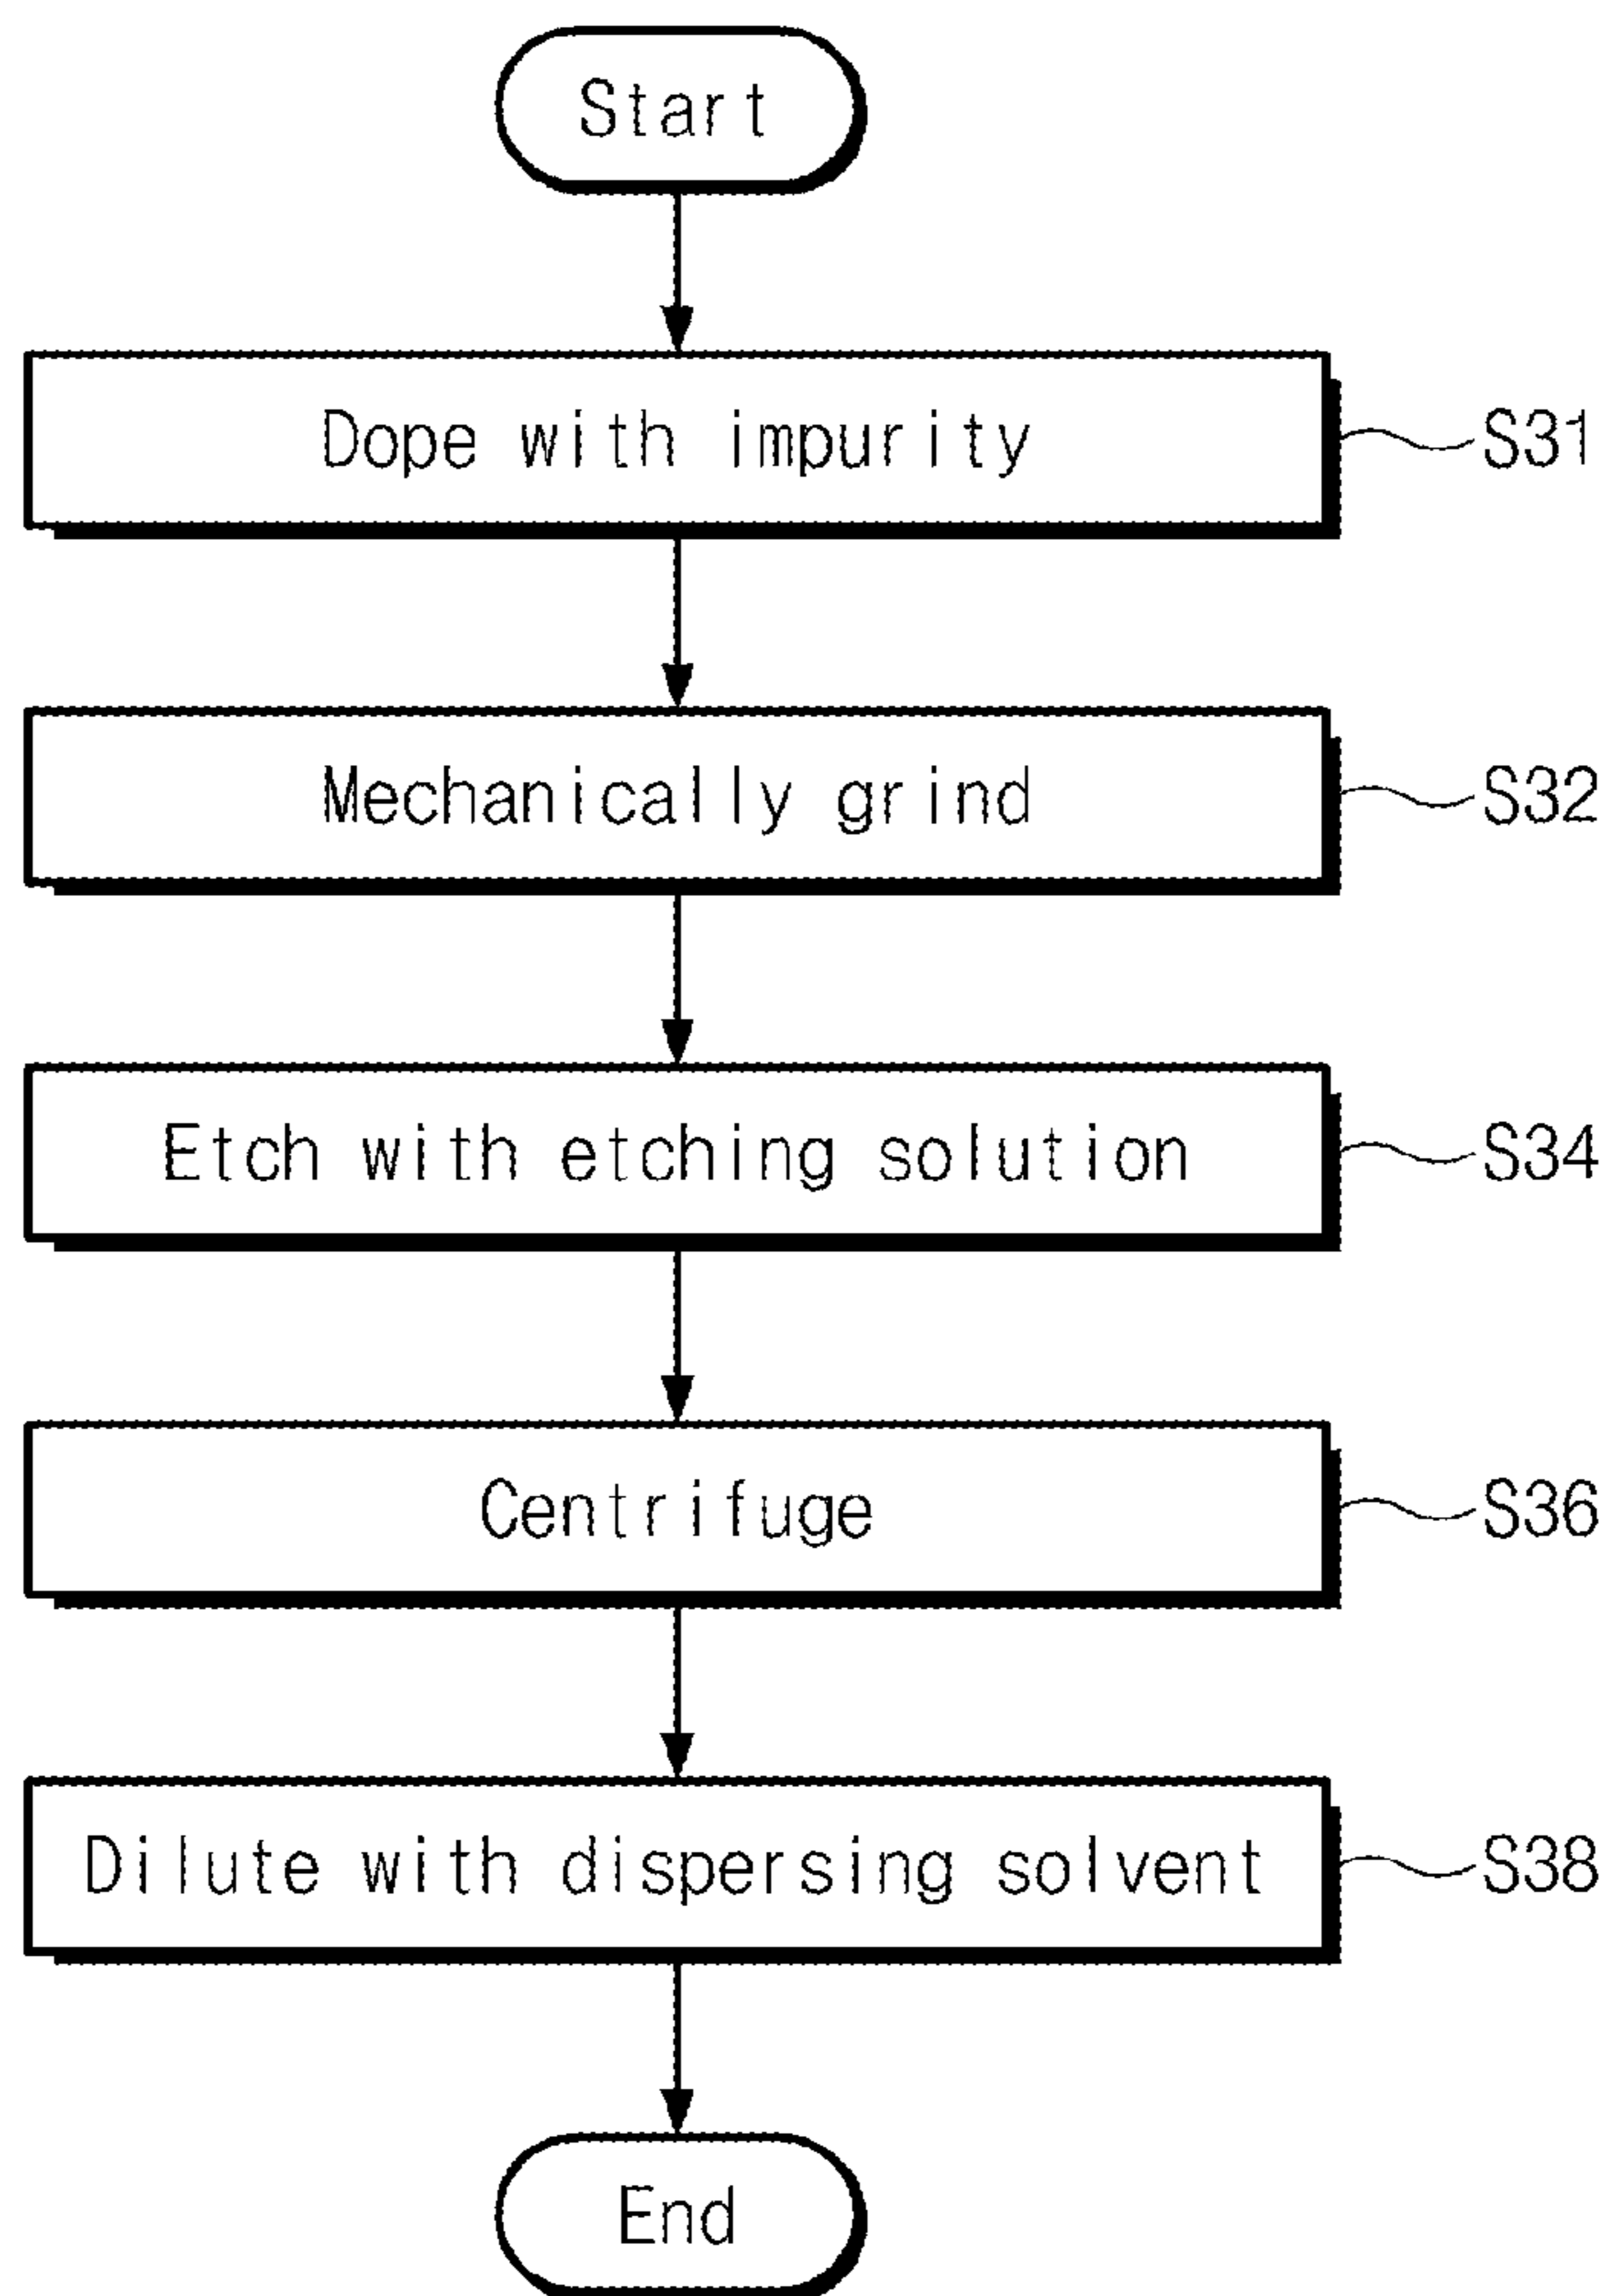 Start
Dope with impurity
S31
Mechanically grind
S32
Etch with etching solution
S34
Centrifuge
S36
Dilute with dispersing solvent
S38
End